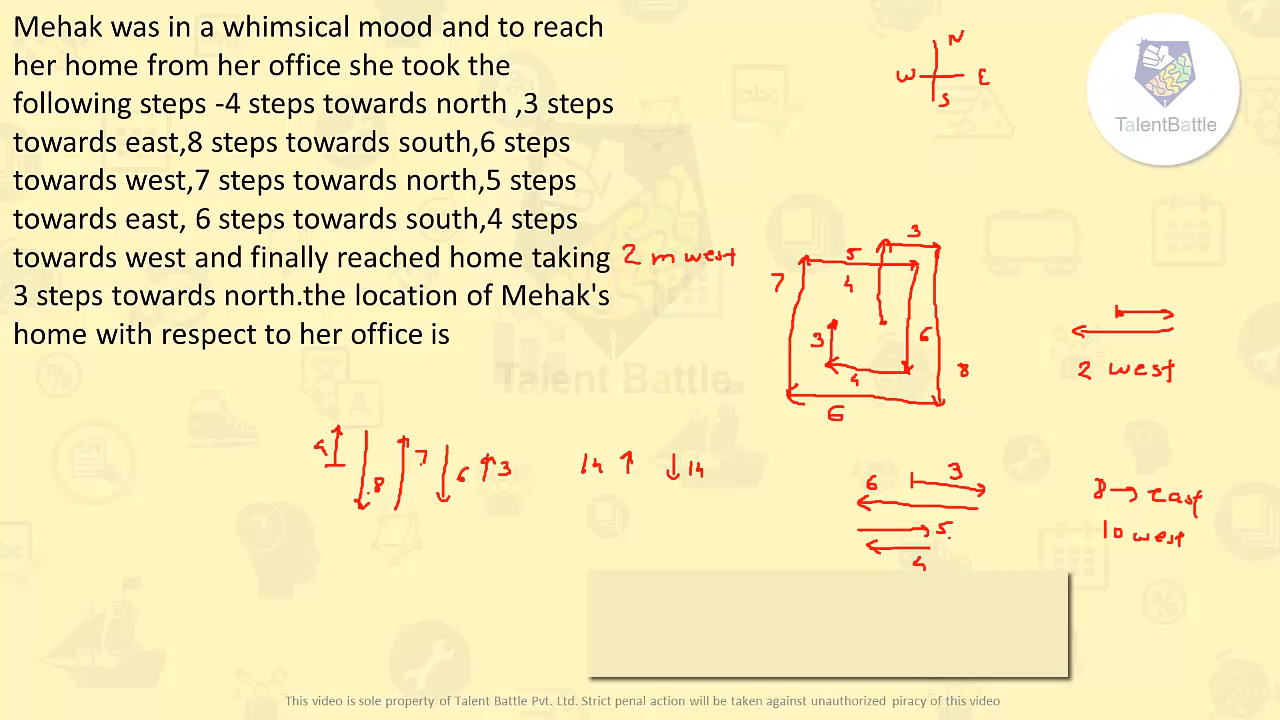 Mehak was in a whimsical mood and to reach
her home from her office she took the
following steps -4 steps towards north ,3 steps
towards east,8 steps towards south,6 steps
towards west,7 steps towards north,5 steps
towards east, 6 steps towards south,4 steps
towards west and finally reached home taking 2 m west
3 steps towards north.the location of Mehak's
home with respect to her office is
N
W E
S
TalentBattle
3
5
7 4
3 6
4 8
6
2 west
Talent Battle
4 8 7 6 3 14 14
6 3
5
4
8 → east
10 west
This video is sole property of Talent Battle Pvt. Ltd. Strict penal action will be taken against unauthorized piracy of this video